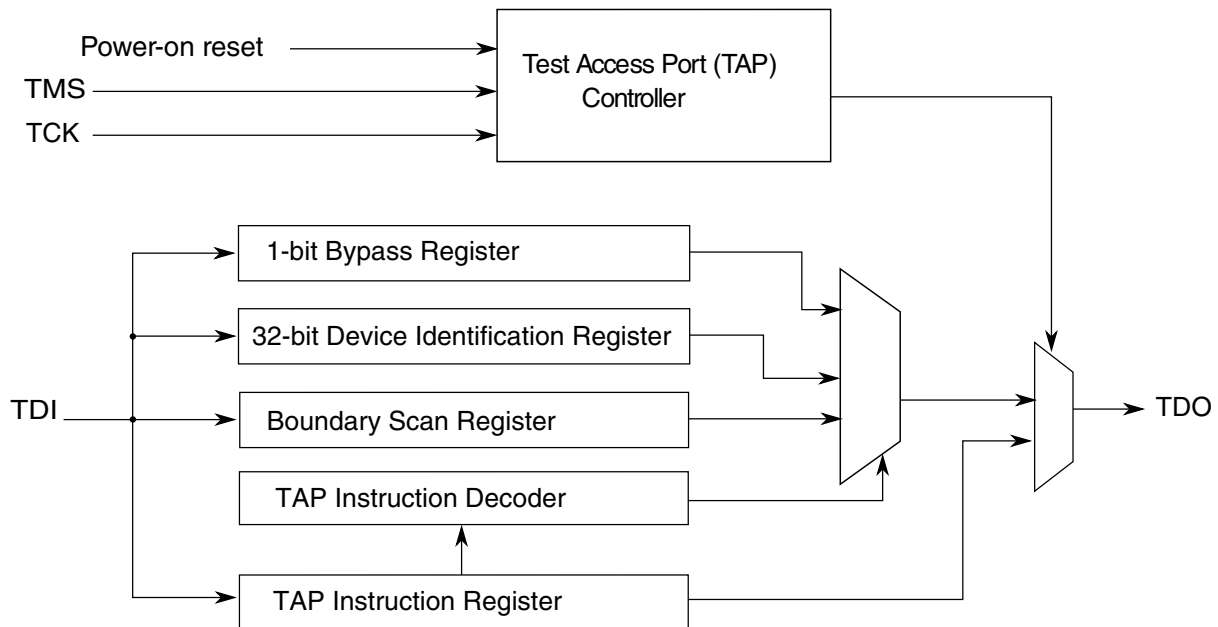 Power-on reset
TMS
TCK
Test Access Port (TAP)
Controller
1-bit Bypass Register
32-bit Device Identification Register
TDI
Boundary Scan Register
TDO
TAP Instruction Decoder
TAP Instruction Register